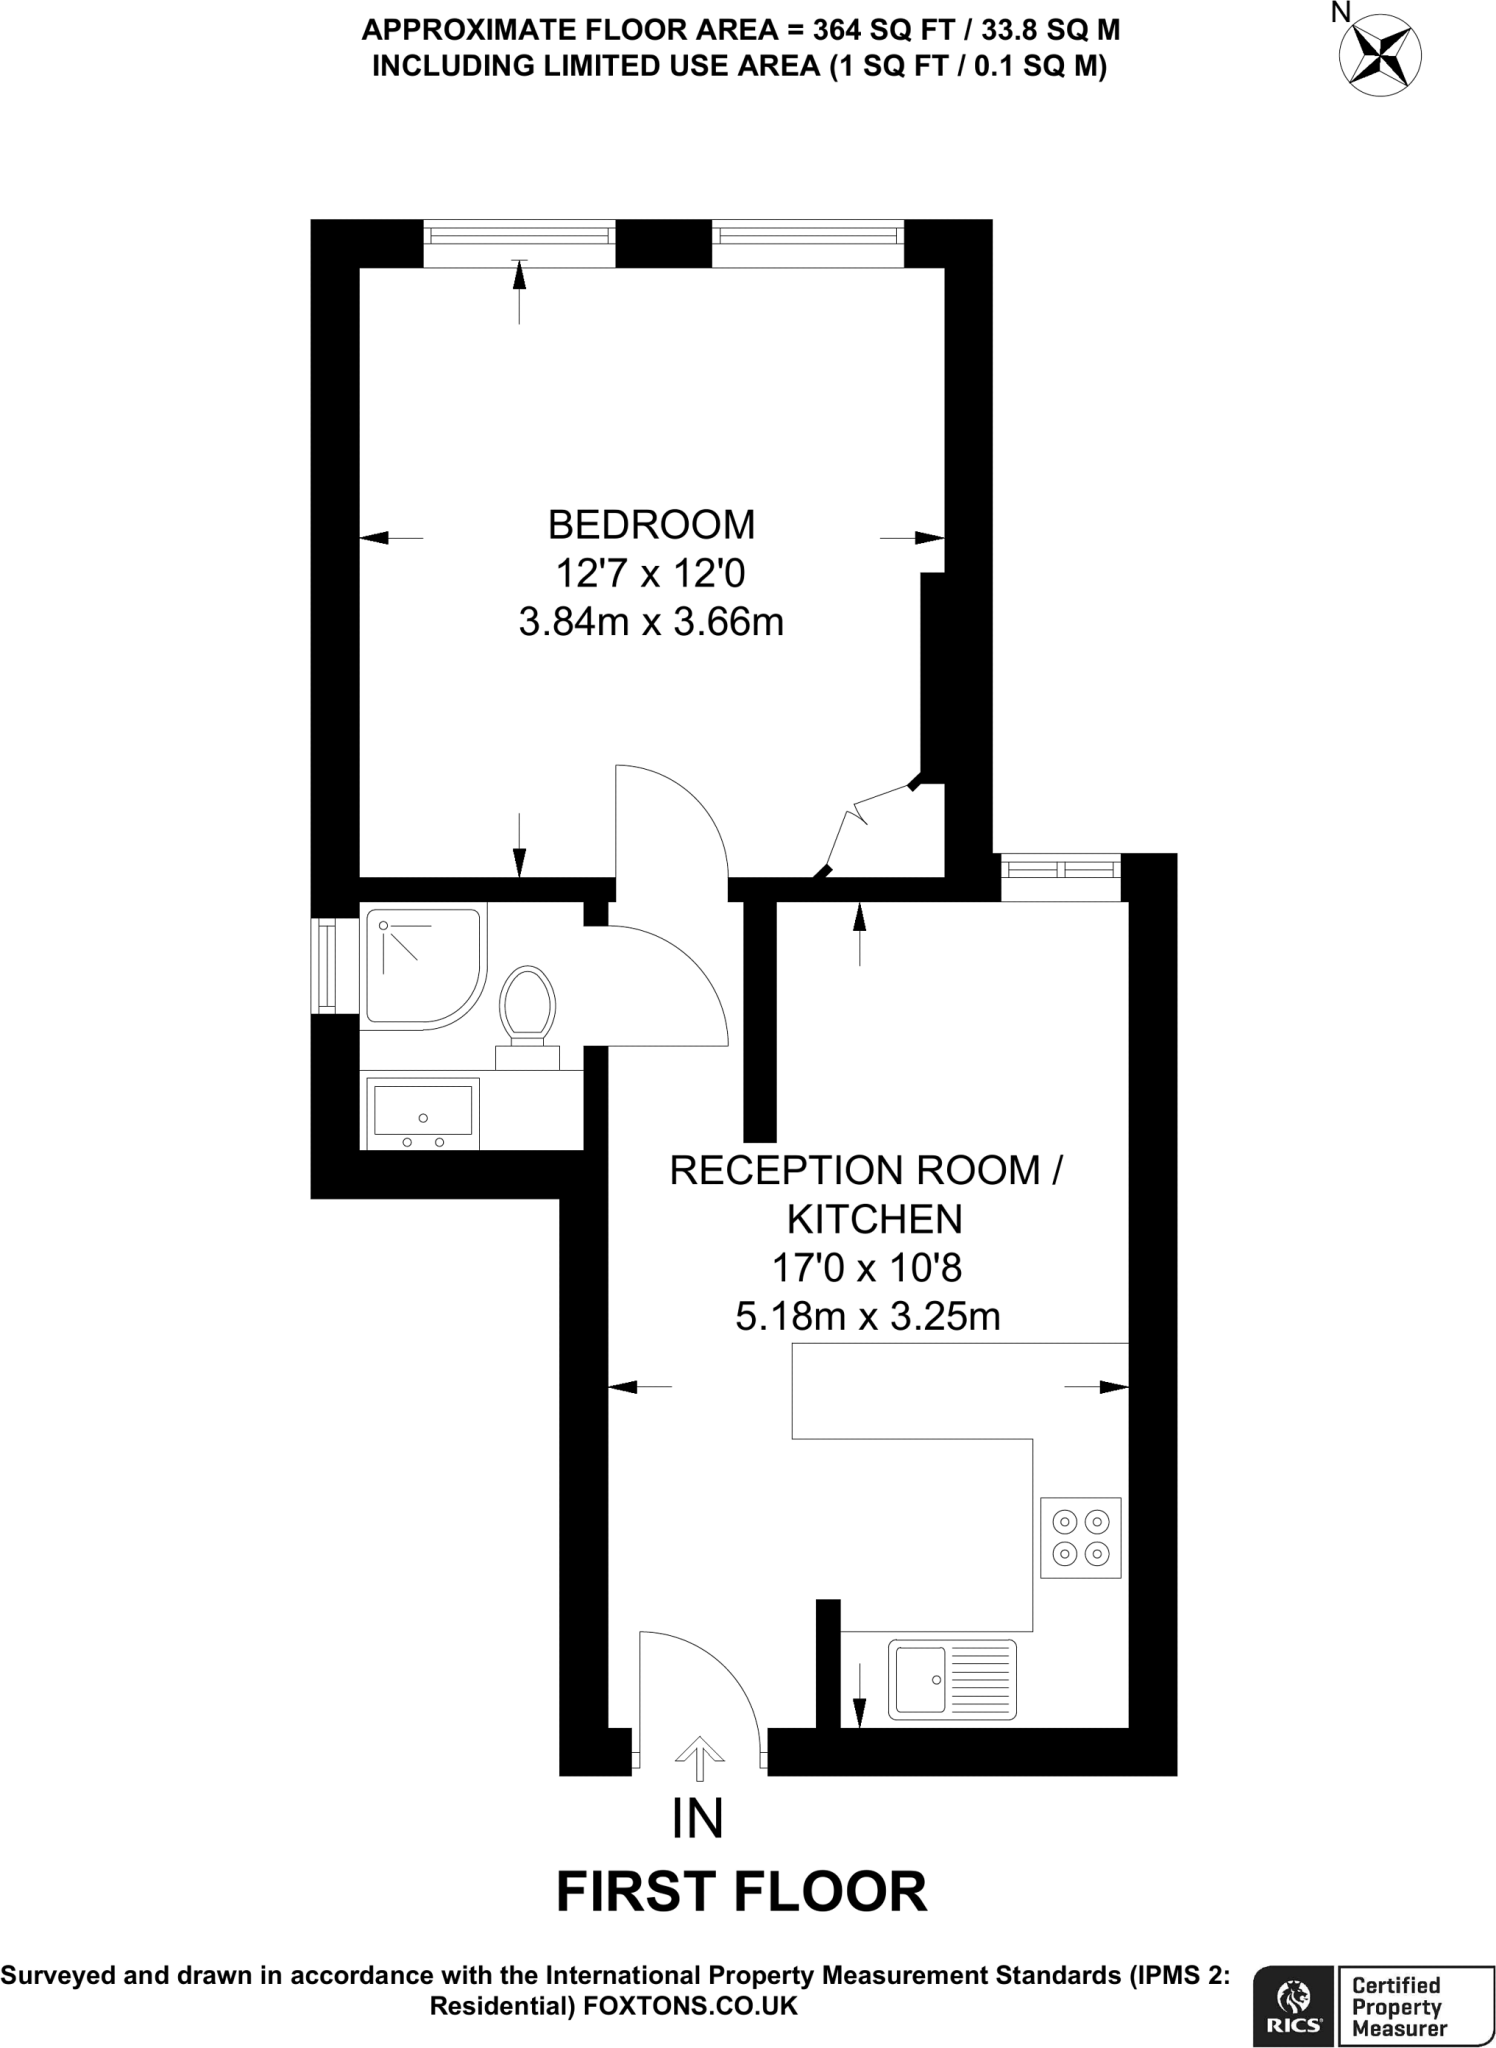 APPROXIMATE FLOOR AREA = 364 SQ FT / 33.8 SQ M
INCLUDING LIMITED USE AREA (1 SQ FT / 0.1 SQ M)
N
BEDROOM
12'7 x 12'0
3.84m x 3.66m
RECEPTION ROOM /
KITCHEN
17'0 x 10'8
5.18m x 3.25m
IN
FIRST FLOOR
Surveyed and drawn in accordance with the International Property Measurement Standards (IPMS 2:
Residential) FOXTONS.CO.UK
RICS
Certified
Property
Measurer